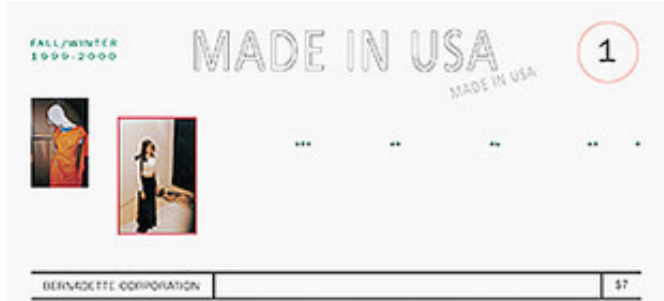 FALL/WINTER
1999-2000
MADE IN USA
MADE IN USA
1
BERNADETTE CORPORATION
$7